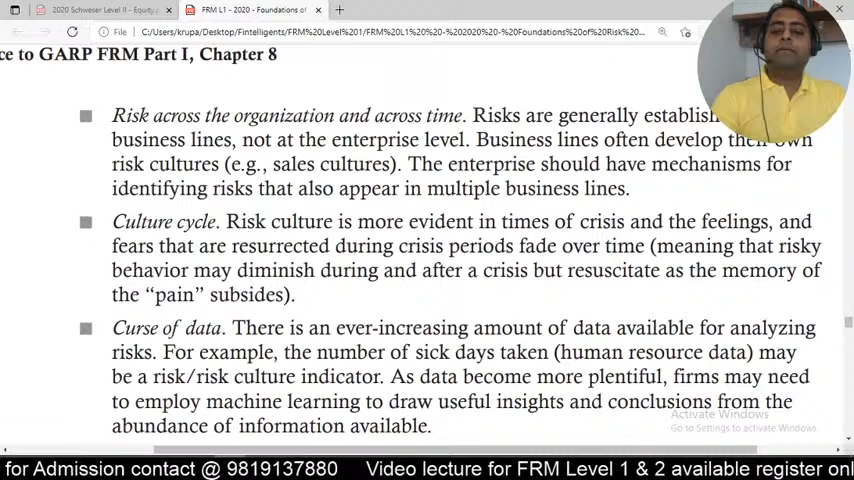 2020 Schweser Level II - Equity.p
FRM L1 - 2020 - Foundations of
File
C:/Users/krupa/Desktop/Fintelligents/FRM%20Level%201/FRM%20L1%20%20-%202020%20-%20Foundations%20of%20Risk%20M...
ce to GARP FRM Part I, Chapter 8
Risk across the organization and across time. Risks are generally establish
business lines, not at the enterprise level. Business lines often develop their own
risk cultures (e.g., sales cultures). The enterprise should have mechanisms for
identifying risks that also appear in multiple business lines.
Culture cycle. Risk culture is more evident in times of crisis and the feelings, and
fears that are resurrected during crisis periods fade over time (meaning that risky
behavior may diminish during and after a crisis but resuscitate as the memory of
the “pain” subsides).
Curse of data. There is an ever-increasing amount of data available for analyzing
risks. For example, the number of sick days taken (human resource data) may
be a risk/risk culture indicator. As data become more plentiful, firms may need
to employ machine learning to draw useful insights and conclusions from the
abundance of information available.
Activate Windows
Go to Settings to activate Windows.
for Admission contact @ 9819137880 Video lecture for FRM Level 1 & 2 available register onl